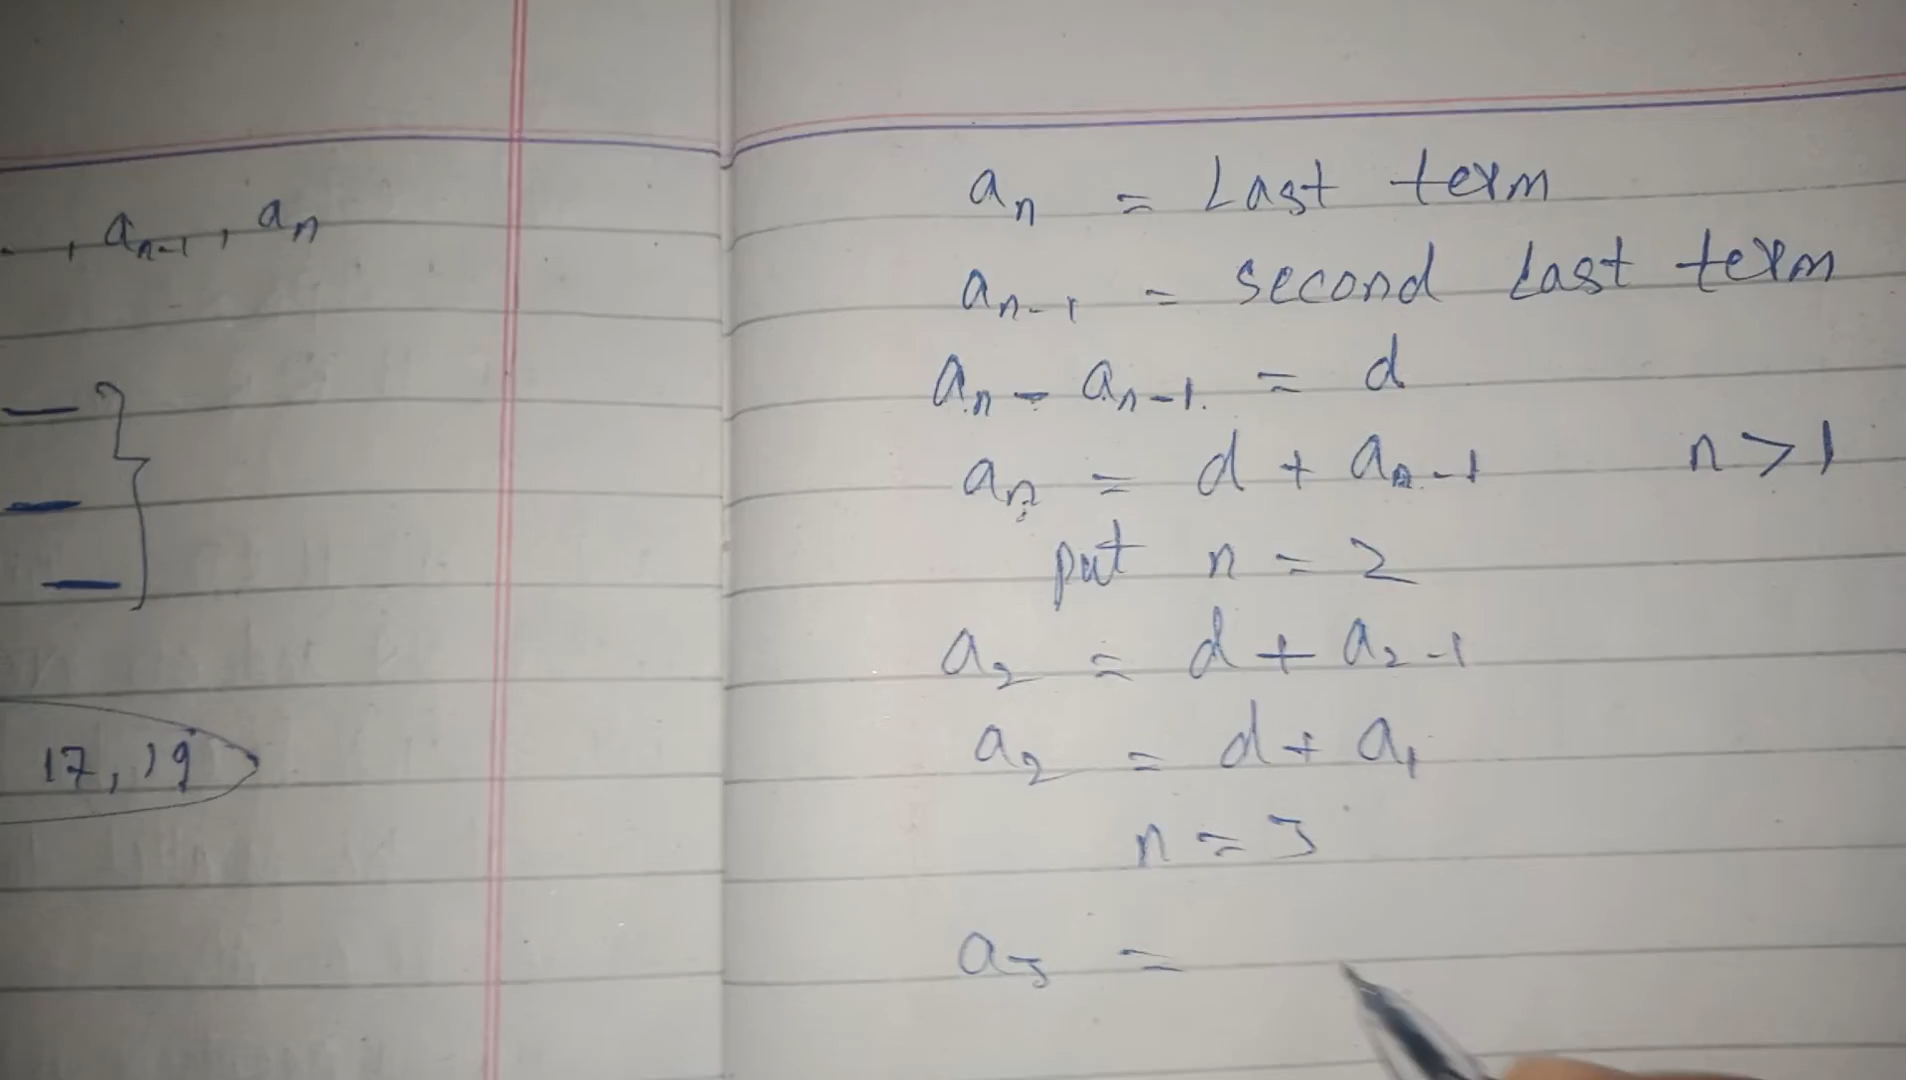 - , aₙ₋₁ , aₙ
17, 19
aₙ = Last term
aₙ₋₁ = second last term
aₙ - aₙ₋₁ = d
aₙ = d + aₙ₋₁ n > 1
put n = 2
a₂ = d + a₂₋₁
a₂ = d + a₁
n = 3
a₃ =